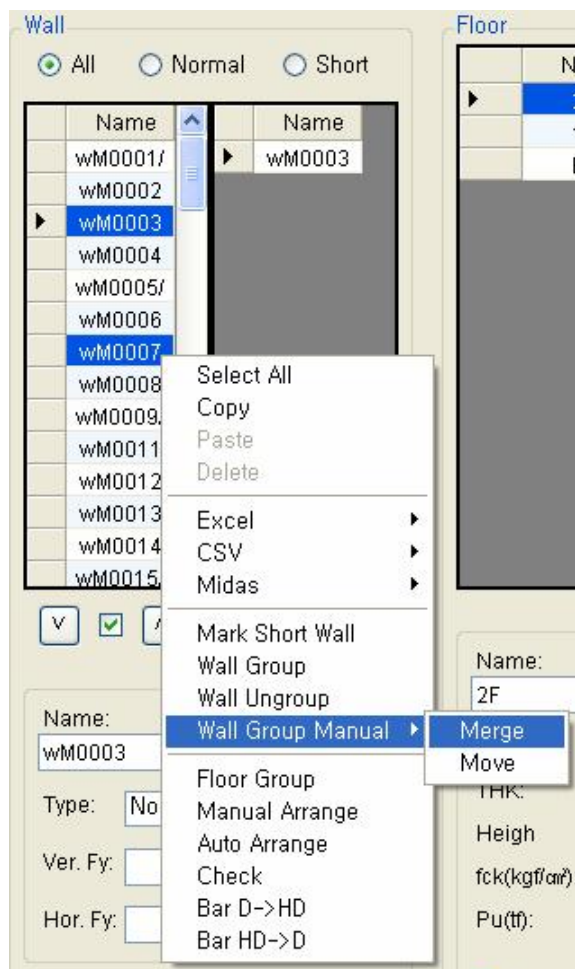 Wall
All Normal Short
Name
wM0001/
wM0002
wM0003
wM0004
wM0005/
wM0006
wM0007
wM0008
wM0009
wM0011
wM0012
wM0013
wM0014
wM0015
Name
wM0003
Floor
Select All
Copy
Paste
Delete
Excel
CSV
Midas
Mark Short Wall
Wall Group
Wall Ungroup
Wall Group Manual
Floor Group
Manual Arrange
Auto Arrange
Check
Bar D->HD
Bar HD->D
Merge
Move
Name:
wM0003
Type: No
Ver. Fy:
Hor. Fy:
Name:
2F
THK:
Heigh
fck(kgf/㎠)
Pu(tf):